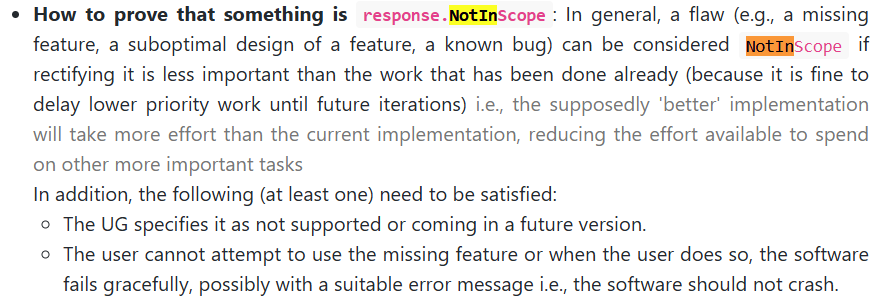 • How to prove that something is response.NotInScope: In general, a flaw (e.g., a missing
feature, a suboptimal design of a feature, a known bug) can be considered NotInScope if
rectifying it is less important than the work that has been done already (because it is fine to
delay lower priority work until future iterations) i.e., the supposedly 'better' implementation
will take more effort than the current implementation, reducing the effort available to spend
on other more important tasks
In addition, the following (at least one) need to be satisfied:
○ The UG specifies it as not supported or coming in a future version.
○ The user cannot attempt to use the missing feature or when the user does so, the software
fails gracefully, possibly with a suitable error message i.e., the software should not crash.